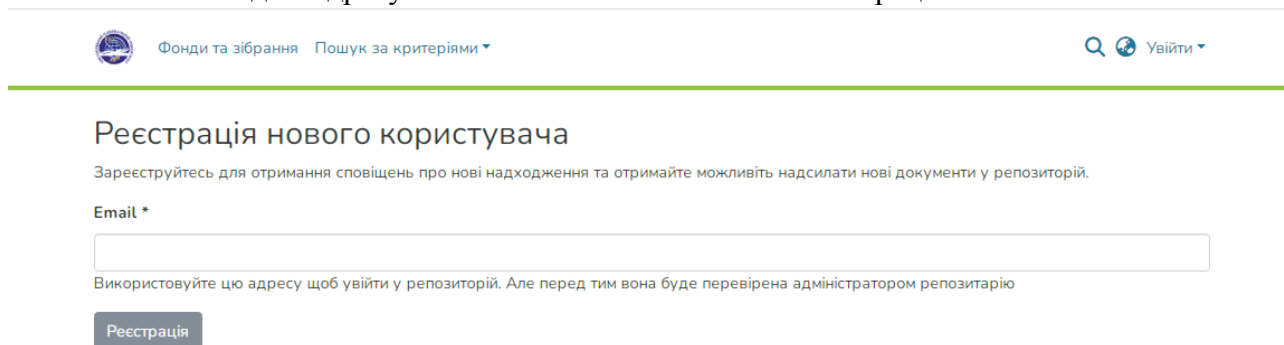 Фонди та зібрання Пошук за критеріями Увійти
Реєстрація нового користувача
Зареєструйтесь для отримання сповіщень про нові надходження та отримайте можливіть надсилати нові документи у репозиторій.
Email *
Використовуйте цю адресу щоб увійти у репозиторій. Але перед тим вона буде перевірена адміністратором репозитарію
Реєстрація